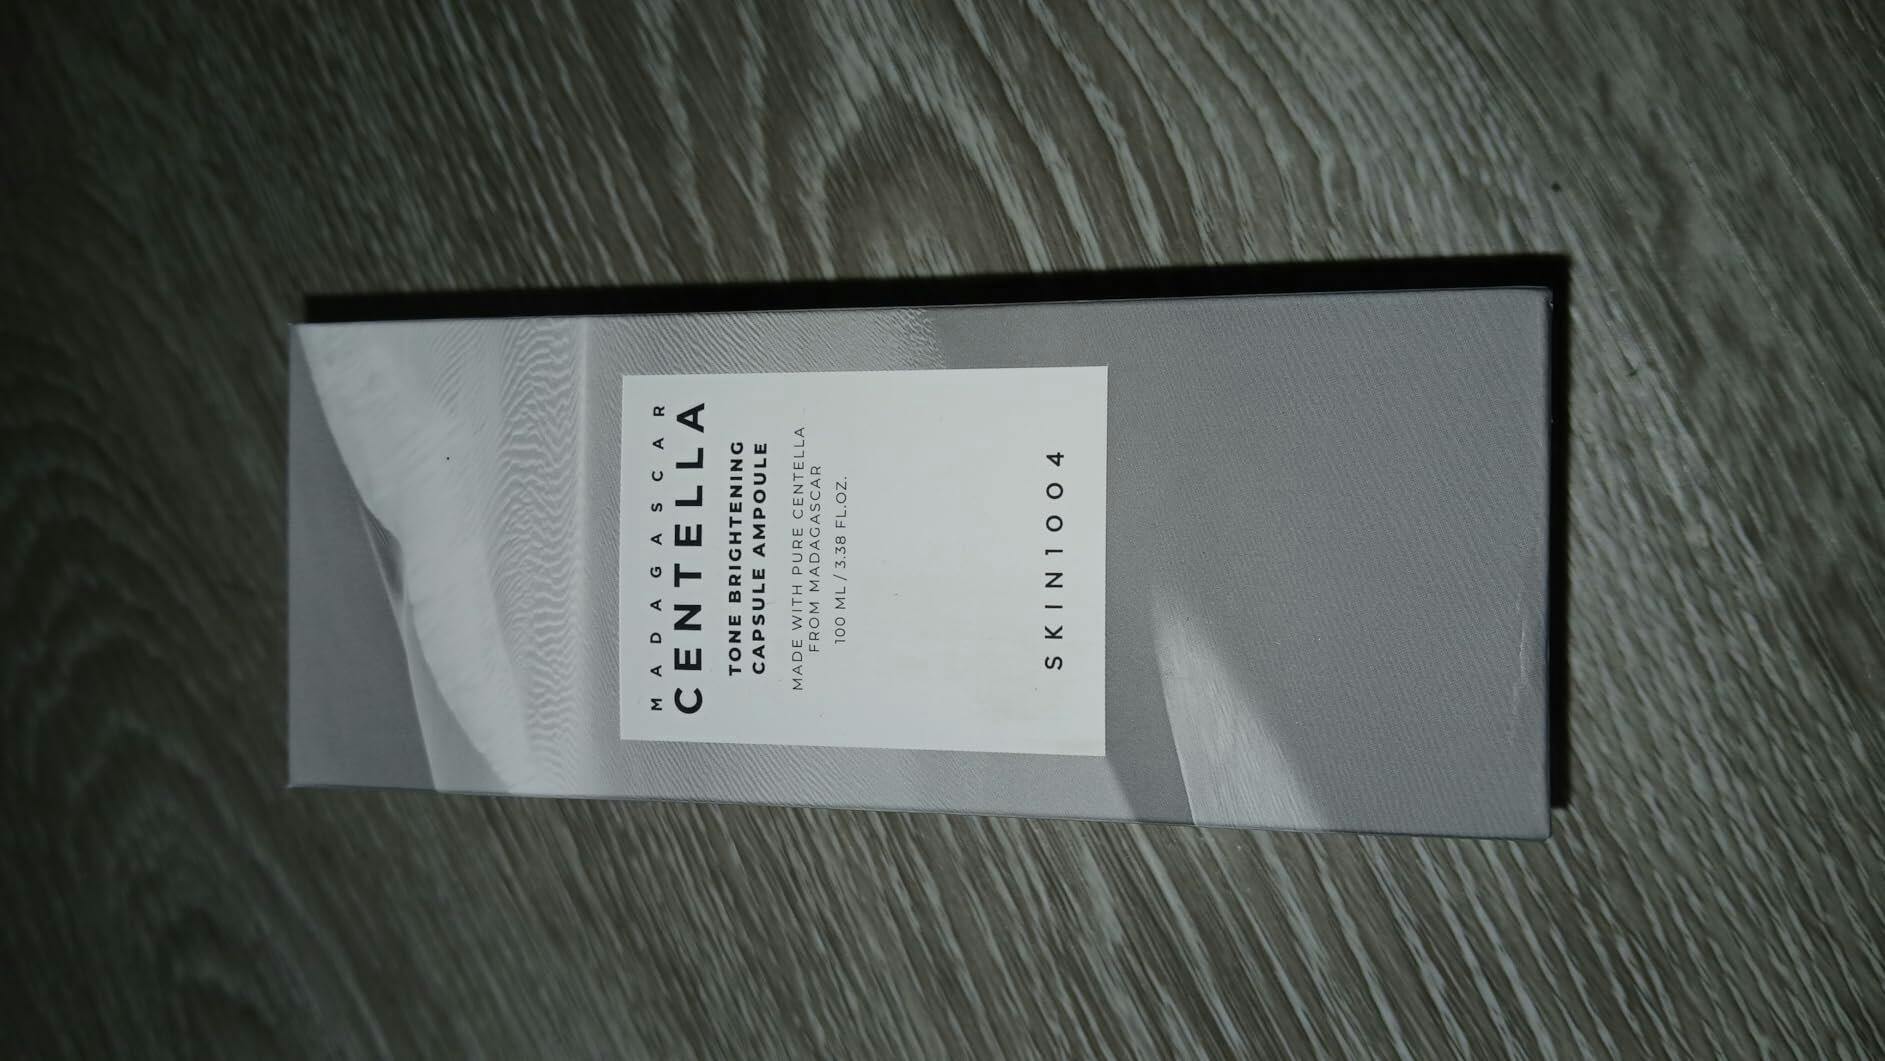 MADAGASCAR
CENTELLA
TONE BRIGHTENING
CAPSULE AMPOULE
MADE WITH PURE CENTELLA
FROM MADAGASCAR
100 ML / 3.38 FL.OZ.
SKIN1004